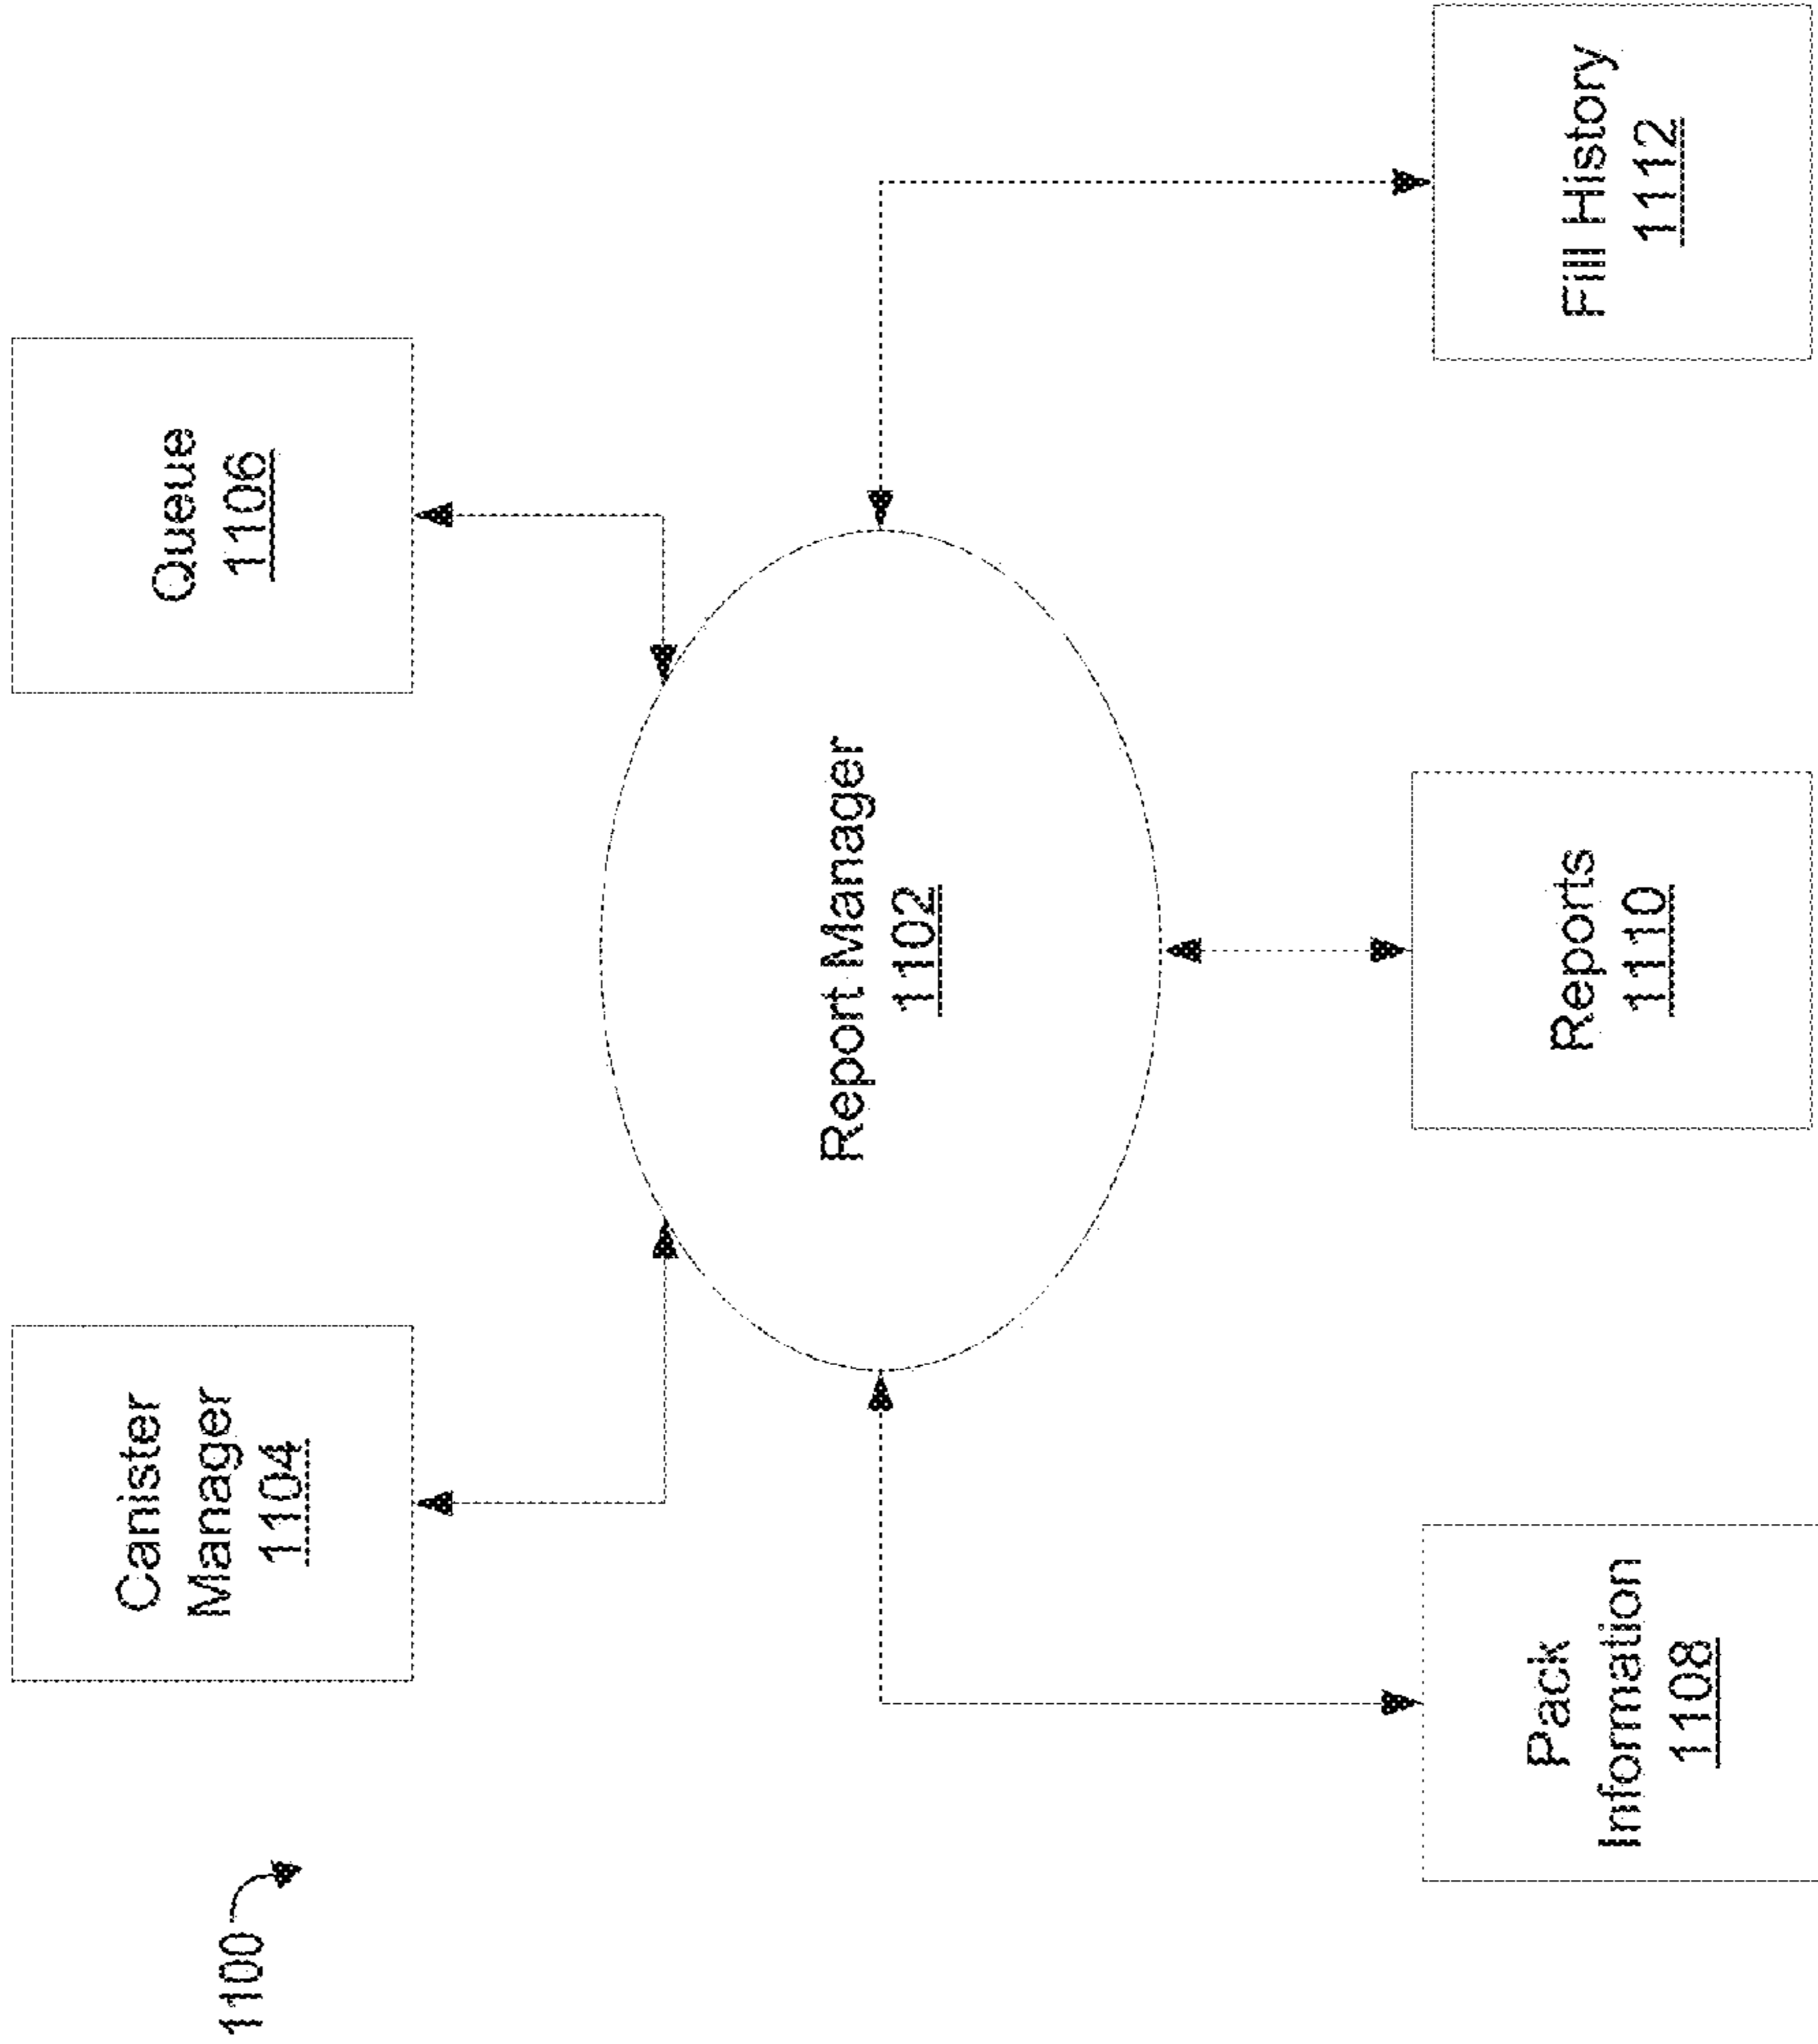 1100
Canister
Manager
1104
Queue
1106
Report Manager
1102
Pack
Information
1108
Reports
1110
Fill History
1112